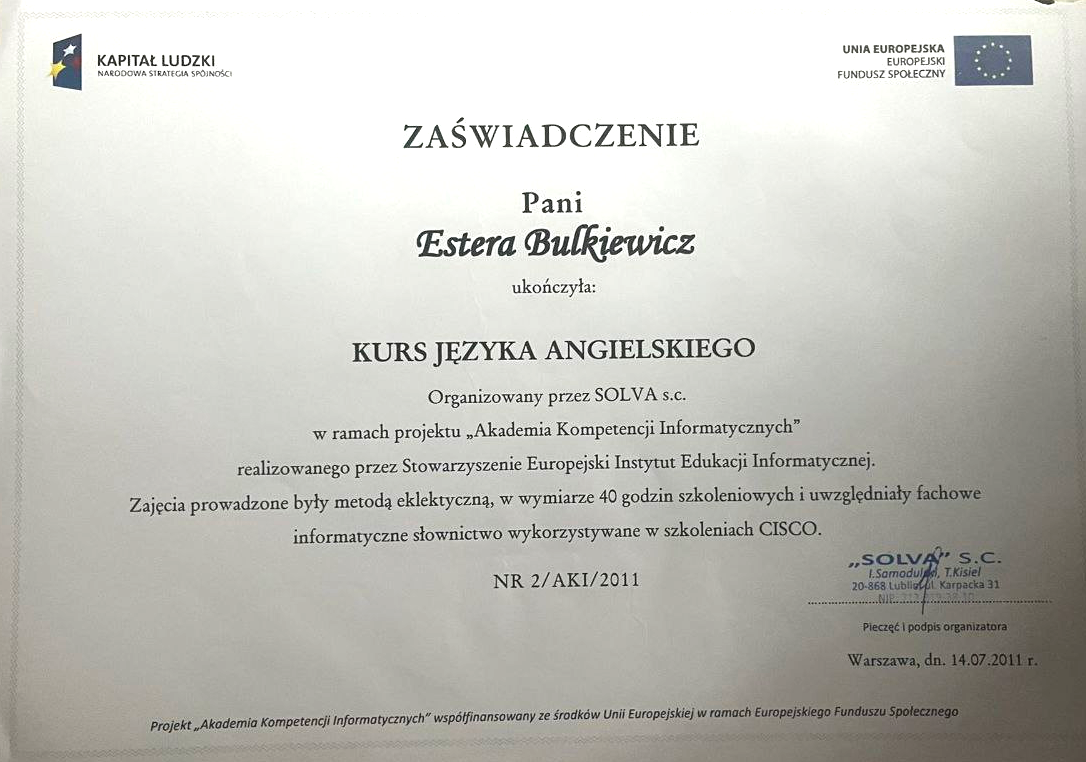 KAPITAŁ LUDZKI
NARODOWA STRATEGIA SPÓJNOŚCI
UNIA EUROPEJSKA
EUROPEJSKI
FUNDUSZ SPOŁECZNY
ZAŚWIADCZENIE
Pani
Estera Bulkiewicz
ukończyła:
KURS JĘZYKA ANGIELSKIEGO
Organizowany przez SOLVA s.c.
w ramach projektu „Akademia Kompetencji Informatycznych”
realizowanego przez Stowarzyszenie Europejski Instytut Edukacji Informatycznej.
Zajęcia prowadzone były metodą eklektyczną, w wymiarze 40 godzin szkoleniowych i uwzględniały fachowe
informatyczne słownictwo wykorzystywane w szkoleniach CISCO.
NR 2/AKI/2011
„SOLVA” S.C.
T.Kisiel
20-868 Lublin, ul. Karpacka 31
NIP
Pieczęć i podpis organizatora
Warszawa, dn. 14.07.2011 r.
Projekt „Akademia Kompetencji Informatycznych” współfinansowany ze środków Unii Europejskiej w ramach Europejskiego Funduszu Społecznego